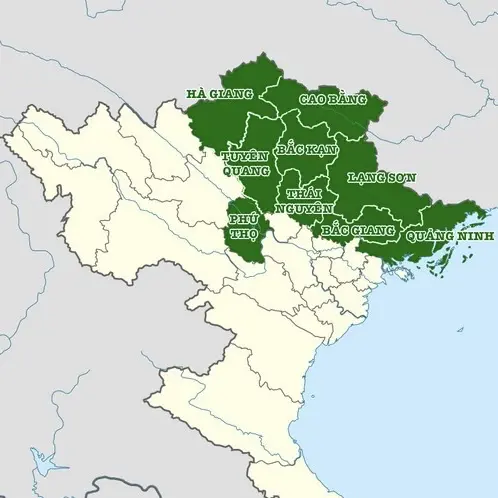 HÀ GIANG
CAO BẰNG
BẮC KẠN
TUYÊN
QUANG
LẠNG SƠN
THÁI
NGUYÊN
PHÚ
THỌ
BẮC GIANG
QUẢNG NINH